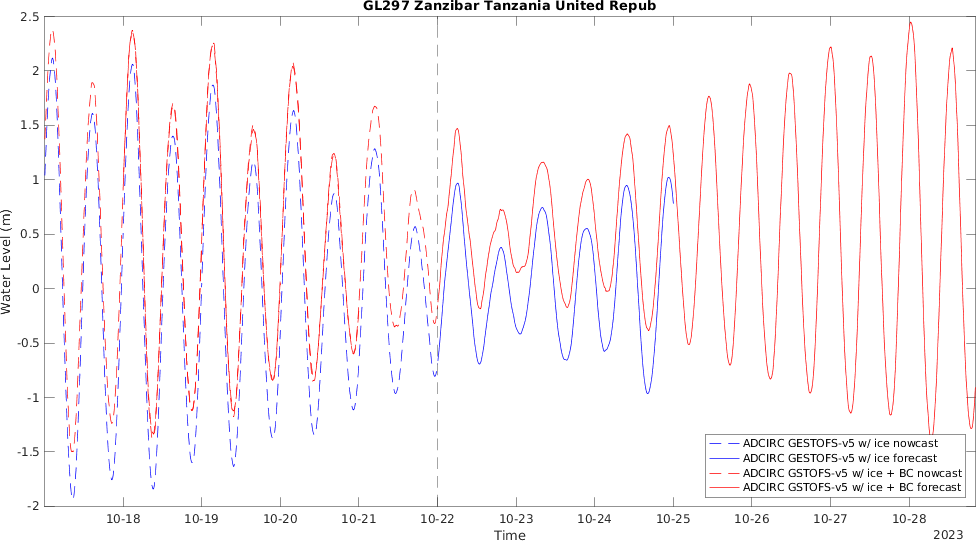 GL297 Zanzibar Tanzania United Repub
2.5
2
1.5
1
0.5
0
-0.5
-1
-1.5
-2
Water Level (m)
10-18 10-19 10-20 10-21 10-22 10-23 10-24 10-25 10-26 10-27 10-28
Time
2023
ADCIRC GESTOFS-v5 w/ ice nowcast
ADCIRC GESTOFS-v5 w/ ice forecast
ADCIRC GSTOFS-v5 w/ ice + BC nowcast
ADCIRC GSTOFS-v5 w/ ice + BC forecast